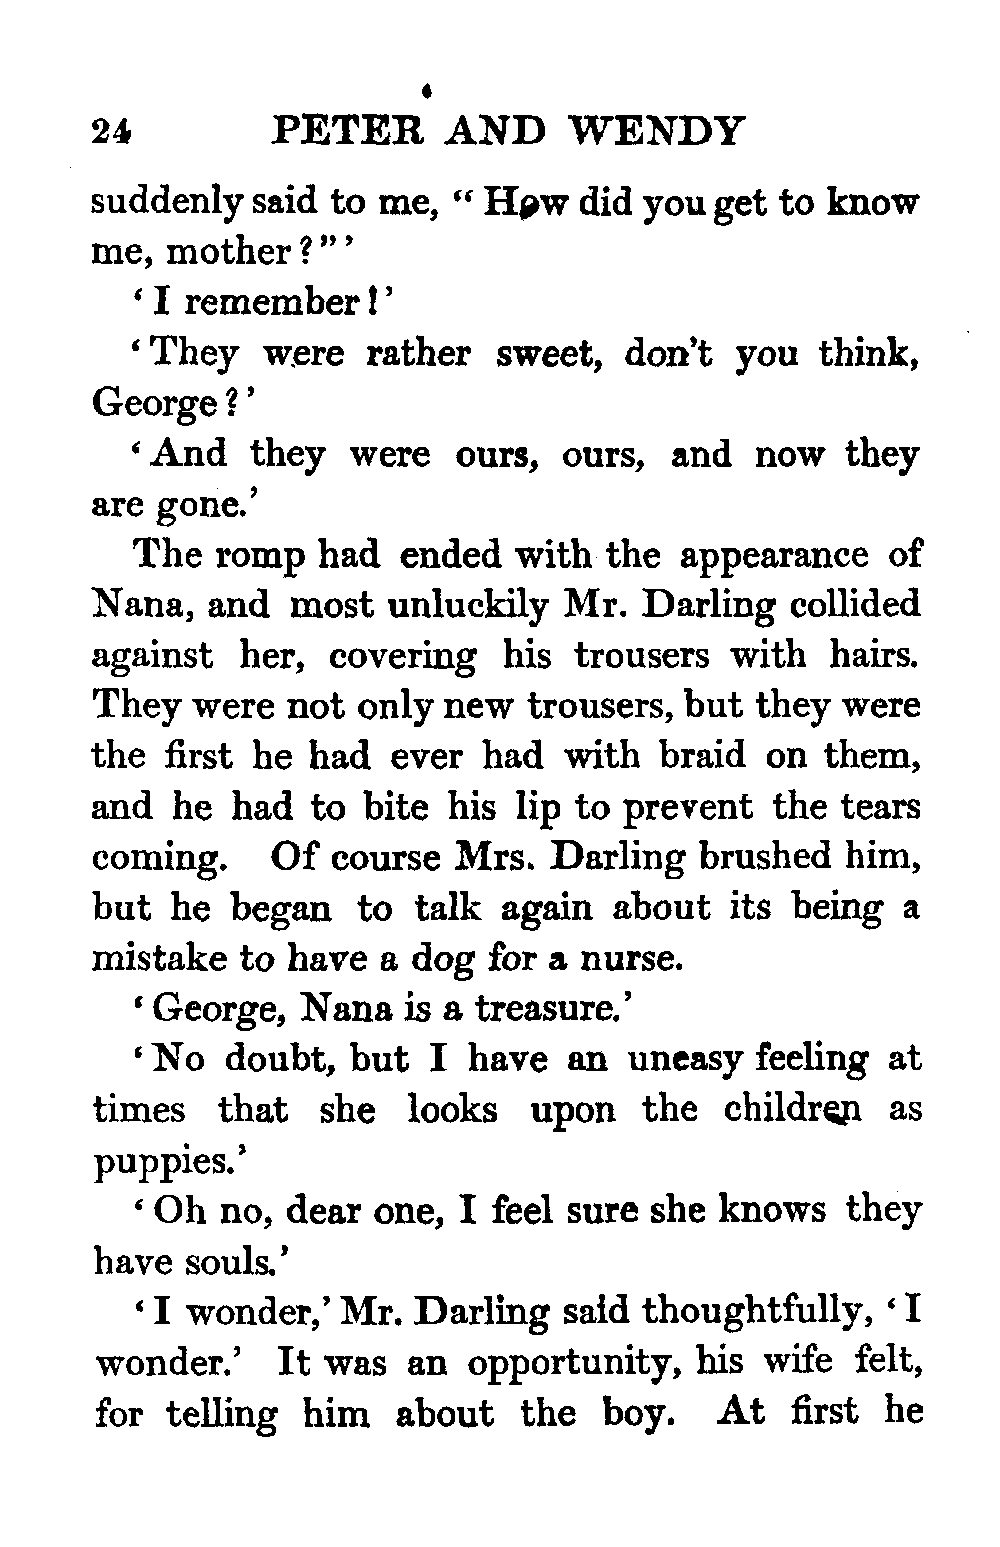 24 PETER AND WENDY
suddenly said to me, “ How did you get to know
me, mother ? ” ’
‘ I remember ! ’
‘ They were rather sweet, don’t you think,
George ? ’
‘ And they were ours, ours, and now they
are gone.’
The romp had ended with the appearance of
Nana, and most unluckily Mr. Darling collided
against her, covering his trousers with hairs.
They were not only new trousers, but they were
the first he had ever had with braid on them,
and he had to bite his lip to prevent the tears
coming. Of course Mrs. Darling brushed him,
but he began to talk again about its being a
mistake to have a dog for a nurse.
‘ George, Nana is a treasure.’
‘ No doubt, but I have an uneasy feeling at
times that she looks upon the children as
puppies.’
‘ Oh no, dear one, I feel sure she knows they
have souls.’
‘ I wonder,’ Mr. Darling said thoughtfully, ‘ I
wonder.’ It was an opportunity, his wife felt,
for telling him about the boy. At first he